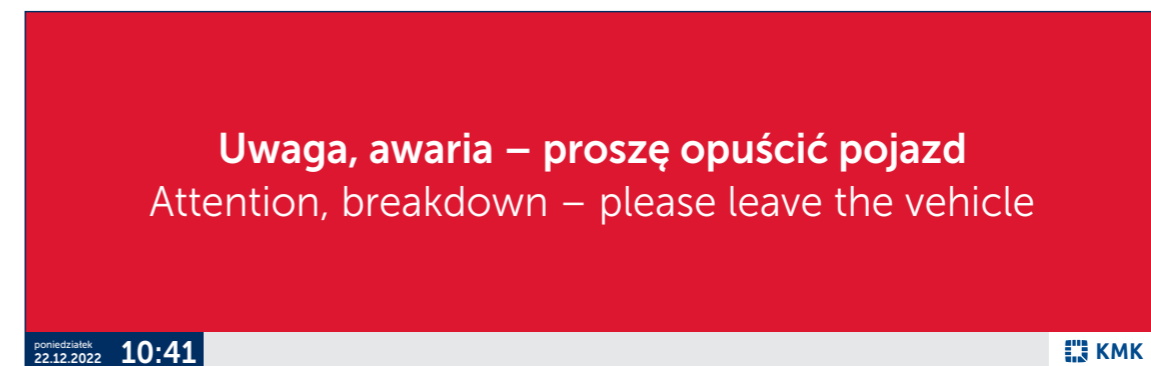 Uwaga, awaria – proszę opuścić pojazd
Attention, breakdown – please leave the vehicle
poniedziałek
22.12.2022 10:41
KMK